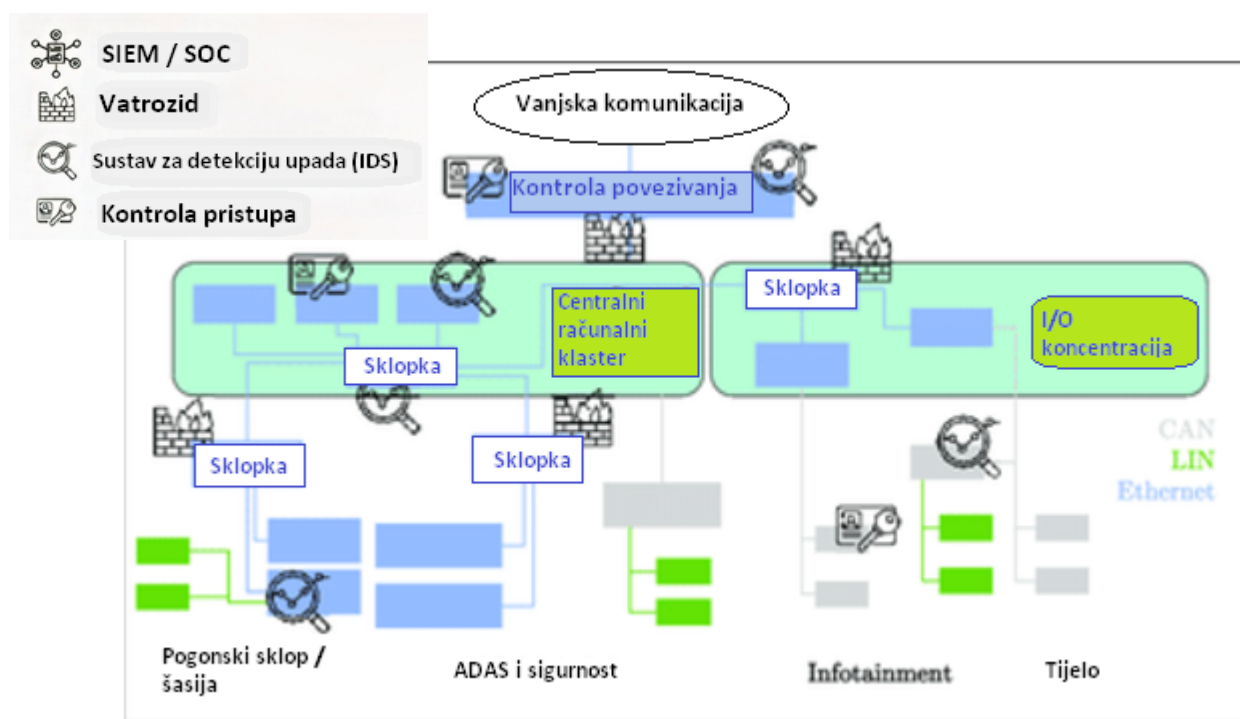 SIEM / SOC
Vatrozid
Sustav za detekciju upada (IDS)
Kontrola pristupa
Vanjska komunikacija
Kontrola povezivanja
Centralni
računalni
klaster
Sklopka
I/O
koncentracija
Sklopka
Sklopka
Sklopka
CAN
LIN
Ethernet
Pogonski sklop /
šasija
ADAS i sigurnost
Infotainment
Tijelo